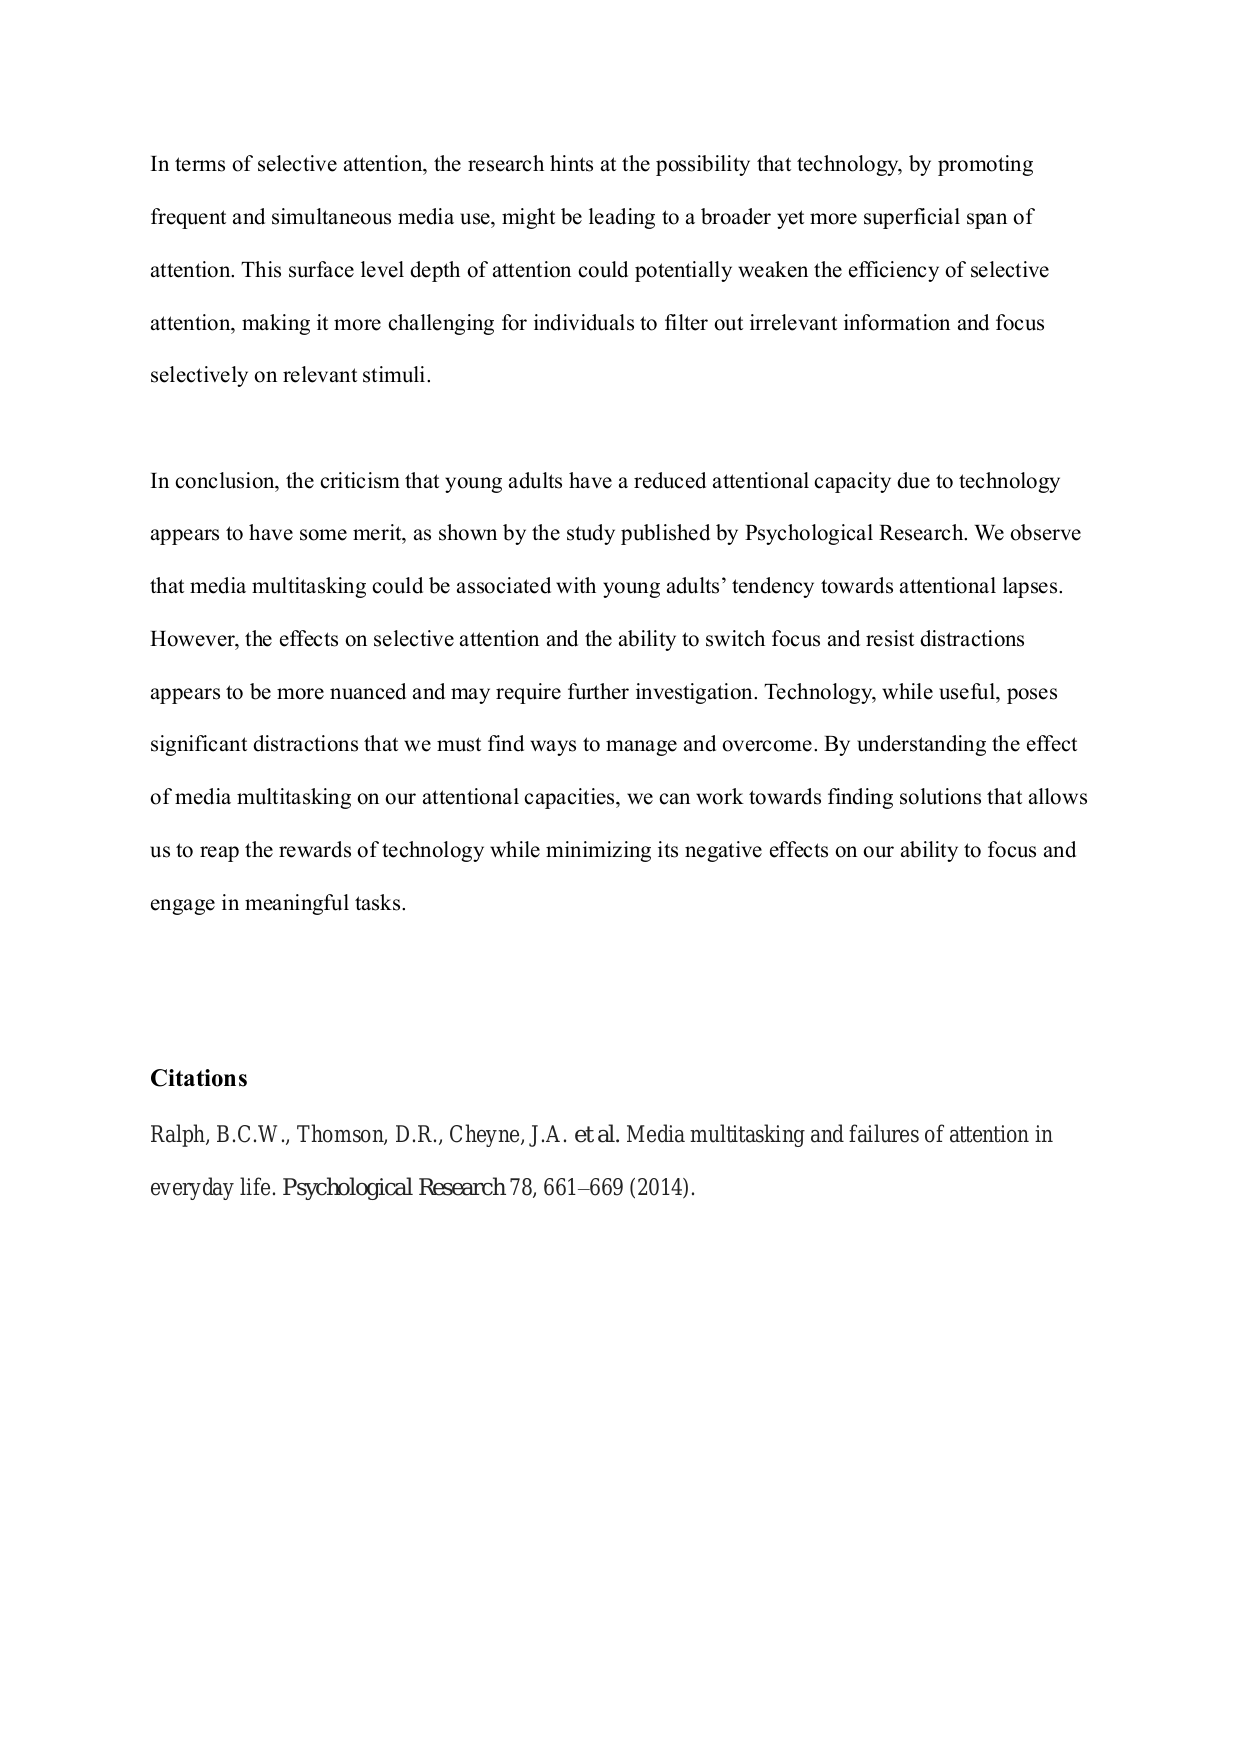 In terms of selective attention, the research hints at the possibility that technology, by promoting
frequent and simultaneous media use, might be leading to a broader yet more superficial span of
attention. This surface level depth of attention could potentially weaken the efficiency of selective
attention, making it more challenging for individuals to filter out irrelevant information and focus
selectively on relevant stimuli.
In conclusion, the criticism that young adults have a reduced attentional capacity due to technology
appears to have some merit, as shown by the study published by Psychological Research. We observe
that media multitasking could be associated with young adults’ tendency towards attentional lapses.
However, the effects on selective attention and the ability to switch focus and resist distractions
appears to be more nuanced and may require further investigation. Technology, while useful, poses
significant distractions that we must find ways to manage and overcome. By understanding the effect
of media multitasking on our attentional capacities, we can work towards finding solutions that allows
us to reap the rewards of technology while minimizing its negative effects on our ability to focus and
engage in meaningful tasks.
Citations
Ralph, B.C.W., Thomson, D.R., Cheyne, J.A. et al. Media multitasking and failures of attention in
everyday life. Psychological Research 78, 661–669 (2014).